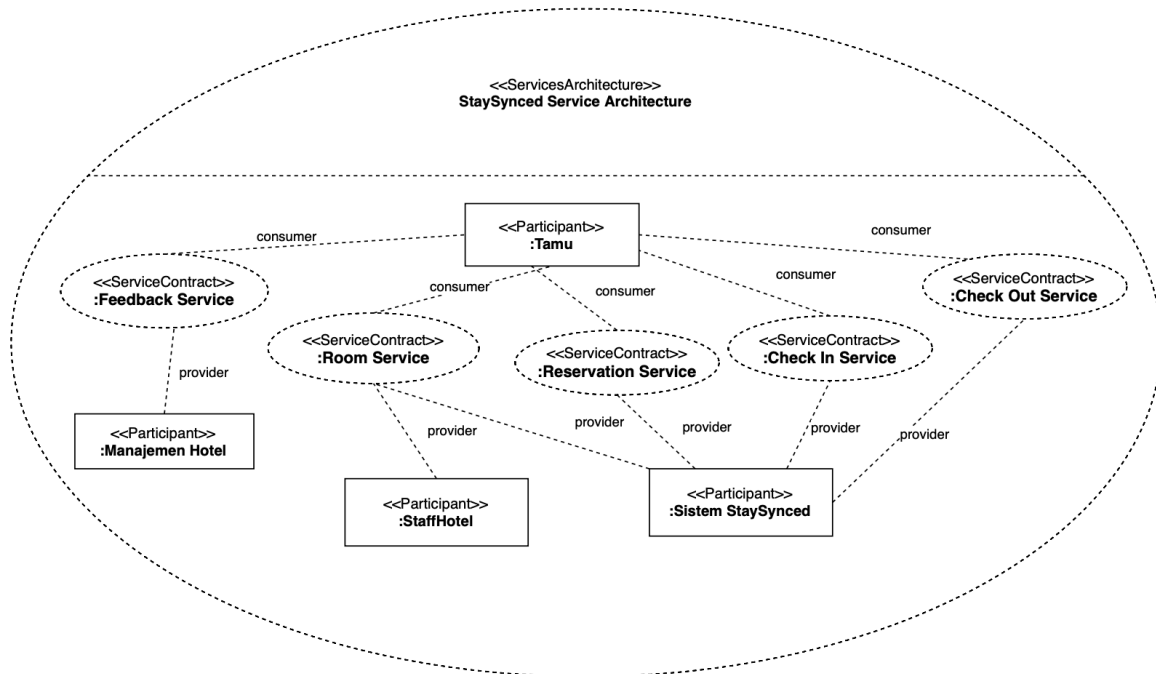 <<ServicesArchitecture>>
StaySynced Service Architecture
<<Participant>>
:Tamu
consumer
consumer
consumer
consumer
consumer
<<ServiceContract>>
:Feedback Service
<<ServiceContract>>
:Check Out Service
<<ServiceContract>>
:Room Service
<<ServiceContract>>
:Reservation Service
<<ServiceContract>>
:Check In Service
provider
provider
provider
provider
provider
provider
<<Participant>>
:Manajemen Hotel
<<Participant>>
:StaffHotel
<<Participant>>
:Sistem StaySynced